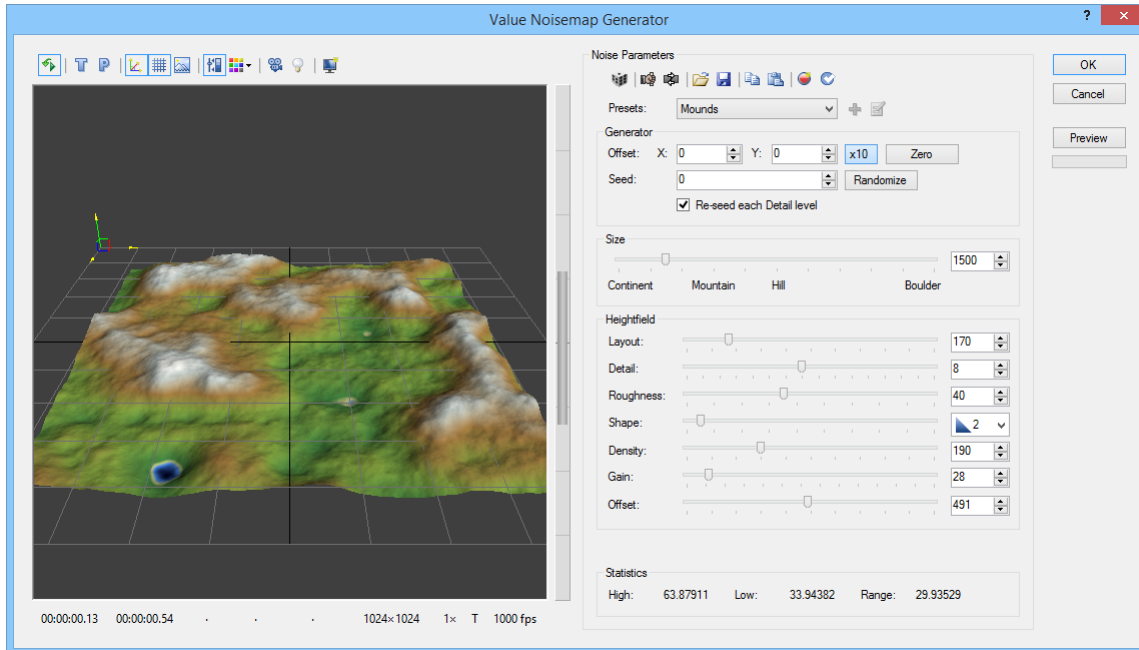 Value Noisemap Generator
? ×
T P
Noise Parameters
Presets: Mounds
Generator
Offset: X: 0 Y: 0 x10 Zero
Seed: 0 Randomize
Re-seed each Detail level
Size
1500
Continent Mountain Hill Boulder
Heightfield
Layout: 170
Detail: 8
Roughness: 40
Shape: 2
Density: 190
Gain: 28
Offset: 491
Statistics
High: 63.87911 Low: 33.94382 Range: 29.93529
OK
Cancel
Preview
00:00:00.13 00:00:00.54 . . . 1024×1024 1× T 1000 fps